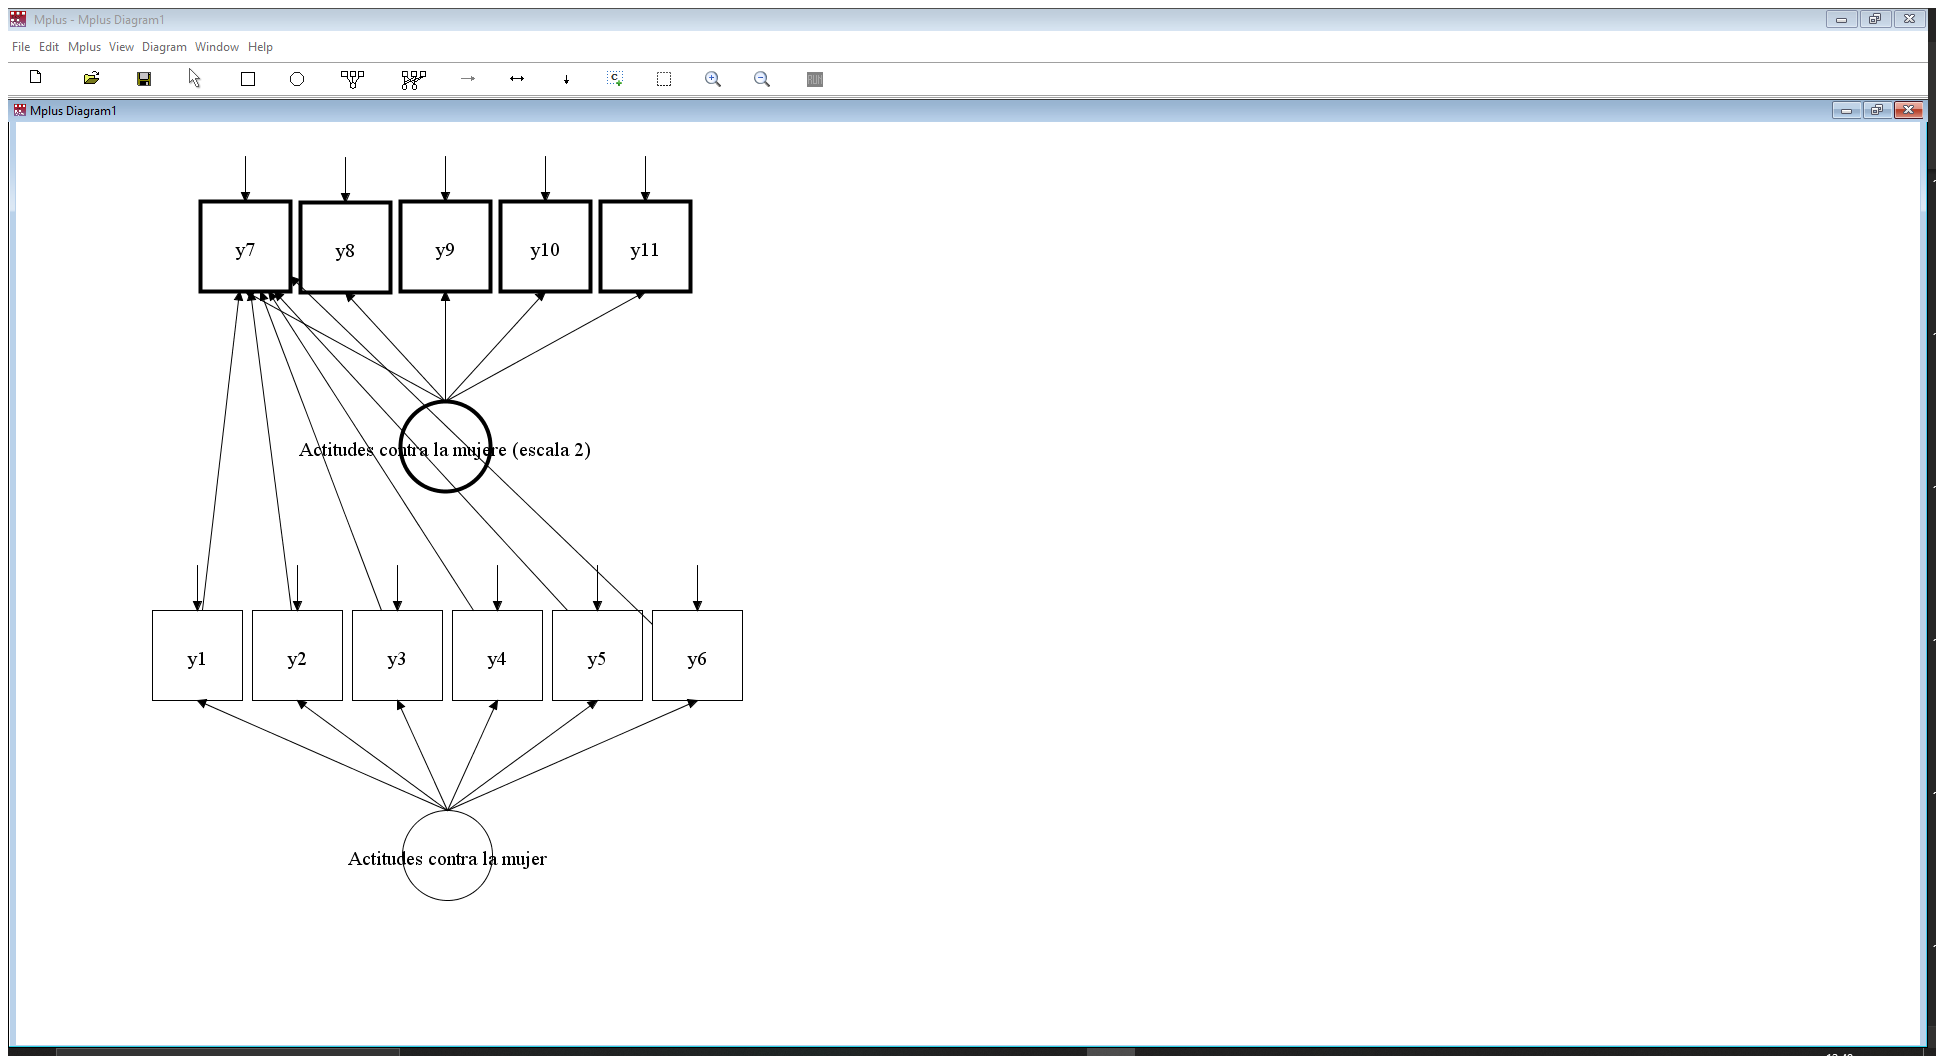 Mplus - Mplus Diagram1
File Edit Mplus View Diagram Window Help
Mplus Diagram1
y7 y8 y9 y10 y11
Actitudes contra la mujere (escala 2)
y1 y2 y3 y4 y5 y6
Actitudes contra la mujer